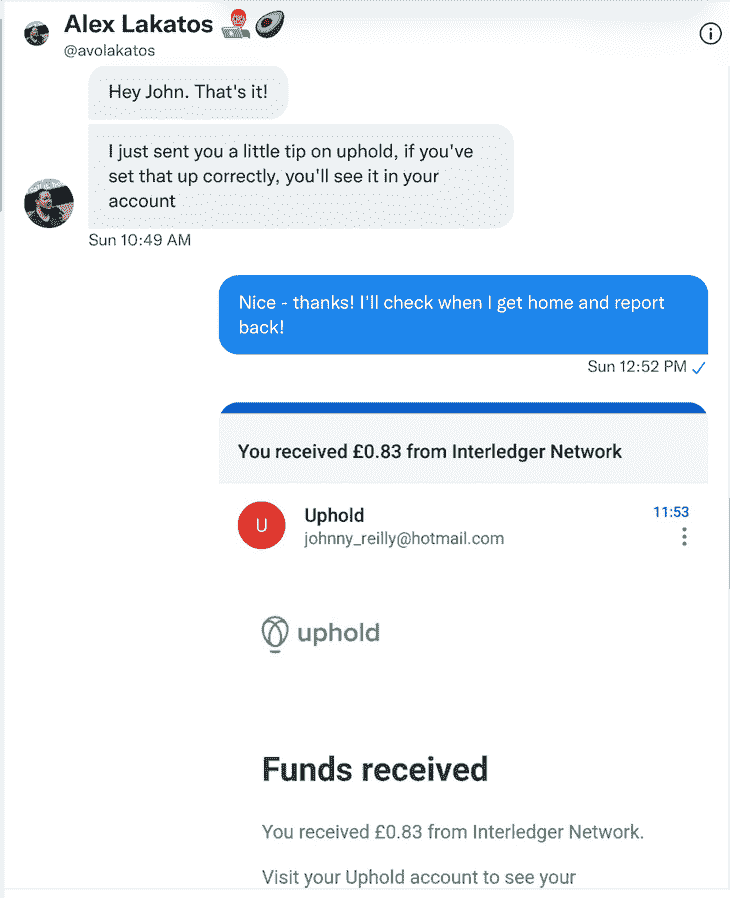 Alex Lakatos 👨🏻‍💻🥑
@avolakatos
Hey John. That's it!
I just sent you a little tip on uphold, if you've
set that up correctly, you'll see it in your
account
Sun 10:49 AM
Nice - thanks! I'll check when I get home and report
back!
Sun 12:52 PM
You received £0.83 from Interledger Network
U
Uphold
11:53
johnny_reilly@hotmail.com
uphold
Funds received
You received £0.83 from Interledger Network.
Visit your Uphold account to see your